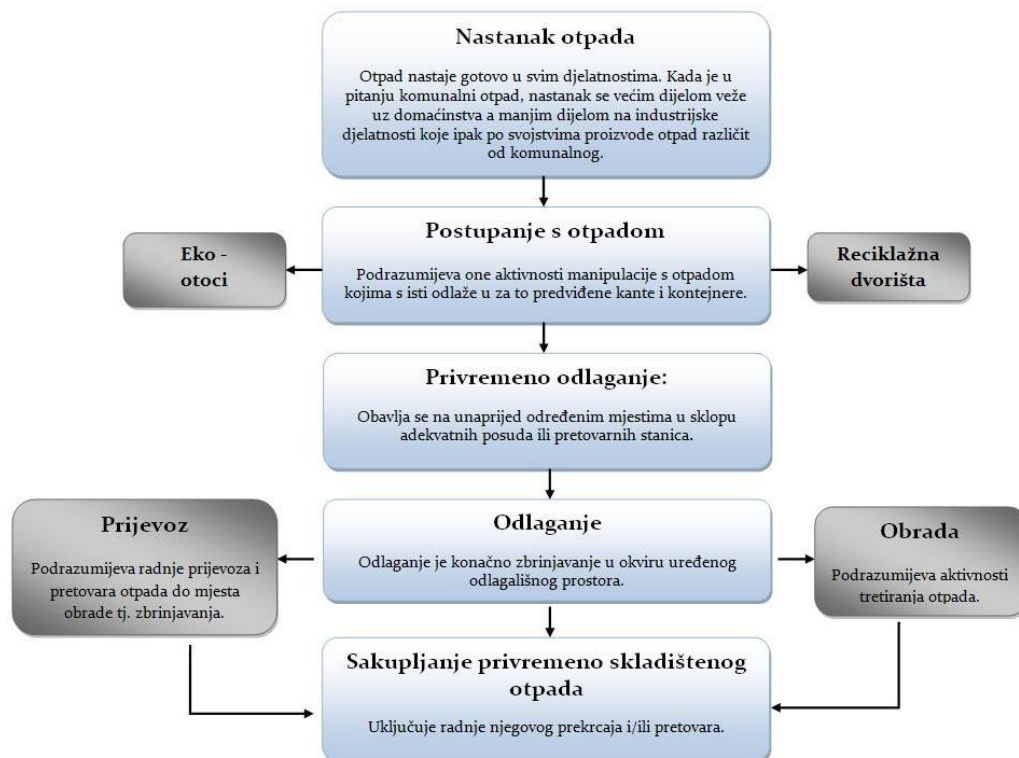 Nastanak otpada
Otpad nastaje gotovo u svim djelatnostima. Kada je u
pitanju komunalni otpad, nastanak se većim dijelom veže
uz domaćinstva a manjim dijelom na industrijske
djelatnosti koje ipak po svojstvima proizvode otpad različit
od komunalnog.
Eko -
otoci
Postupanje s otpadom
Podrazumijeva one aktivnosti manipulacije s otpadom
kojima s isti odlaže u za to predviđene kante i kontejnere.
Reciklažna
dvorišta
Privremeno odlaganje:
Obavlja se na unaprijed određenim mjestima u sklopu
adekvatnih posuda ili pretovarnih stanica.
Prijevoz
Podrazumijeva radnje prijevoza i
pretovara otpada do mjesta
obrade tj. zbrinjavanja.
Odlaganje
Odlaganje je konačno zbrinjavanje u okviru uređenog
odlagališnog prostora.
Obrada
Podrazumijeva aktivnosti
tretiranja otpada.
Sakupljanje privremeno skladištenog
otpada
Uključuje radnje njegovog prekrcaja i/ili pretovara.